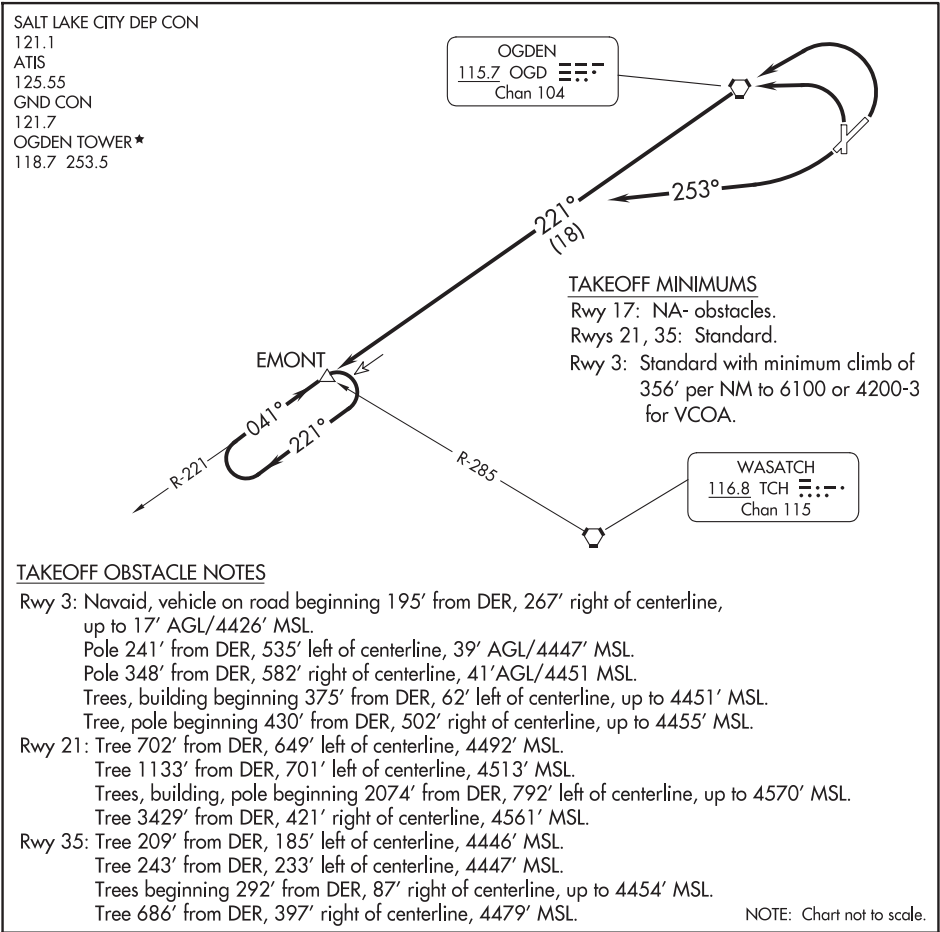 SALT LAKE CITY DEP CON
121.1
ATIS
125.55
GND CON
121.7
OGDEN TOWER★
118.7 253.5
OGDEN
115.7 OGD
Chan 104
253°
221°
(18)
TAKEOFF MINIMUMS
Rwy 17: NA- obstacles.
Rwys 21, 35: Standard.
Rwy 3: Standard with minimum climb of
356' per NM to 6100 or 4200-3
for VCOA.
EMONT
041°
221°
R-221
R-285
WASATCH
116.8 TCH
Chan 115
TAKEOFF OBSTACLE NOTES
Rwy 3: Navaid, vehicle on road beginning 195' from DER, 267' right of centerline,
up to 17' AGL/4426' MSL.
Pole 241' from DER, 535' left of centerline, 39' AGL/4447' MSL.
Pole 348' from DER, 582' right of centerline, 41'AGL/4451 MSL.
Trees, building beginning 375' from DER, 62' left of centerline, up to 4451' MSL.
Tree, pole beginning 430' from DER, 502' right of centerline, up to 4455' MSL.
Rwy 21: Tree 702' from DER, 649' left of centerline, 4492' MSL.
Tree 1133' from DER, 701' left of centerline, 4513' MSL.
Trees, building, pole beginning 2074' from DER, 792' left of centerline, up to 4570' MSL.
Tree 3429' from DER, 421' right of centerline, 4561' MSL.
Rwy 35: Tree 209' from DER, 185' left of centerline, 4446' MSL.
Tree 243' from DER, 233' left of centerline, 4447' MSL.
Trees beginning 292' from DER, 87' right of centerline, up to 4454' MSL.
Tree 686' from DER, 397' right of centerline, 4479' MSL.
NOTE: Chart not to scale.